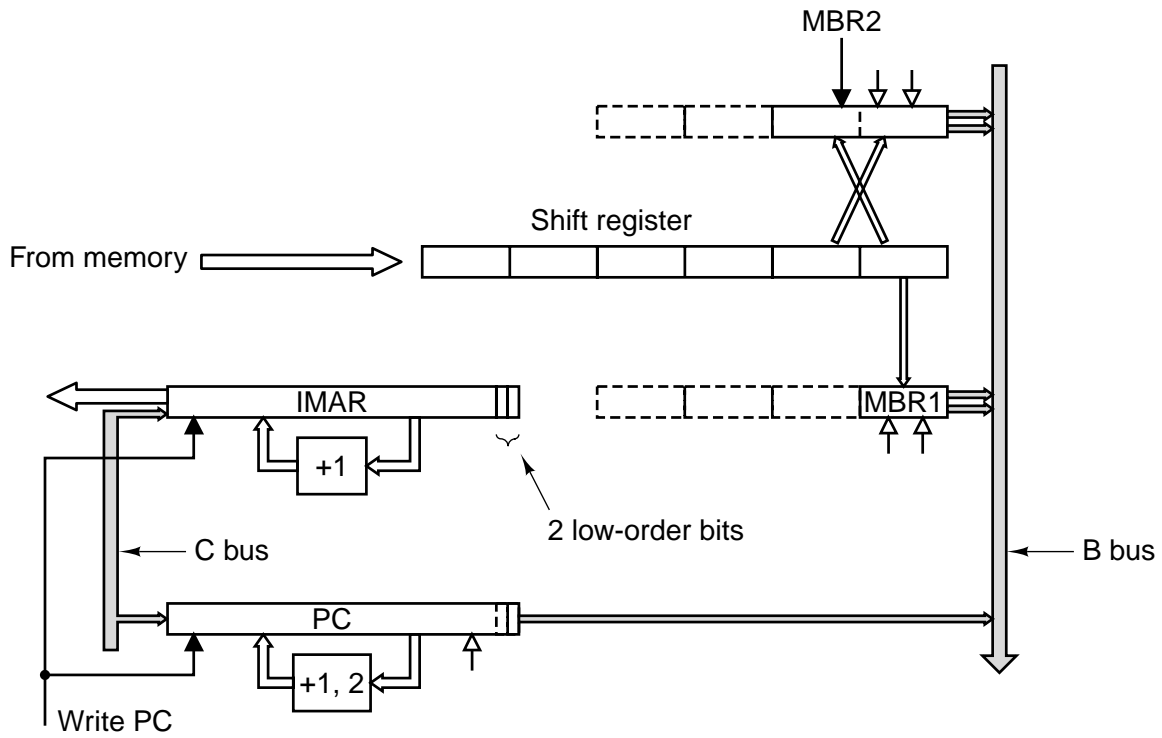 MBR2
Shift register
From memory
IMAR
MBR1
+1
2 low-order bits
C bus
B bus
PC
+1, 2
Write PC